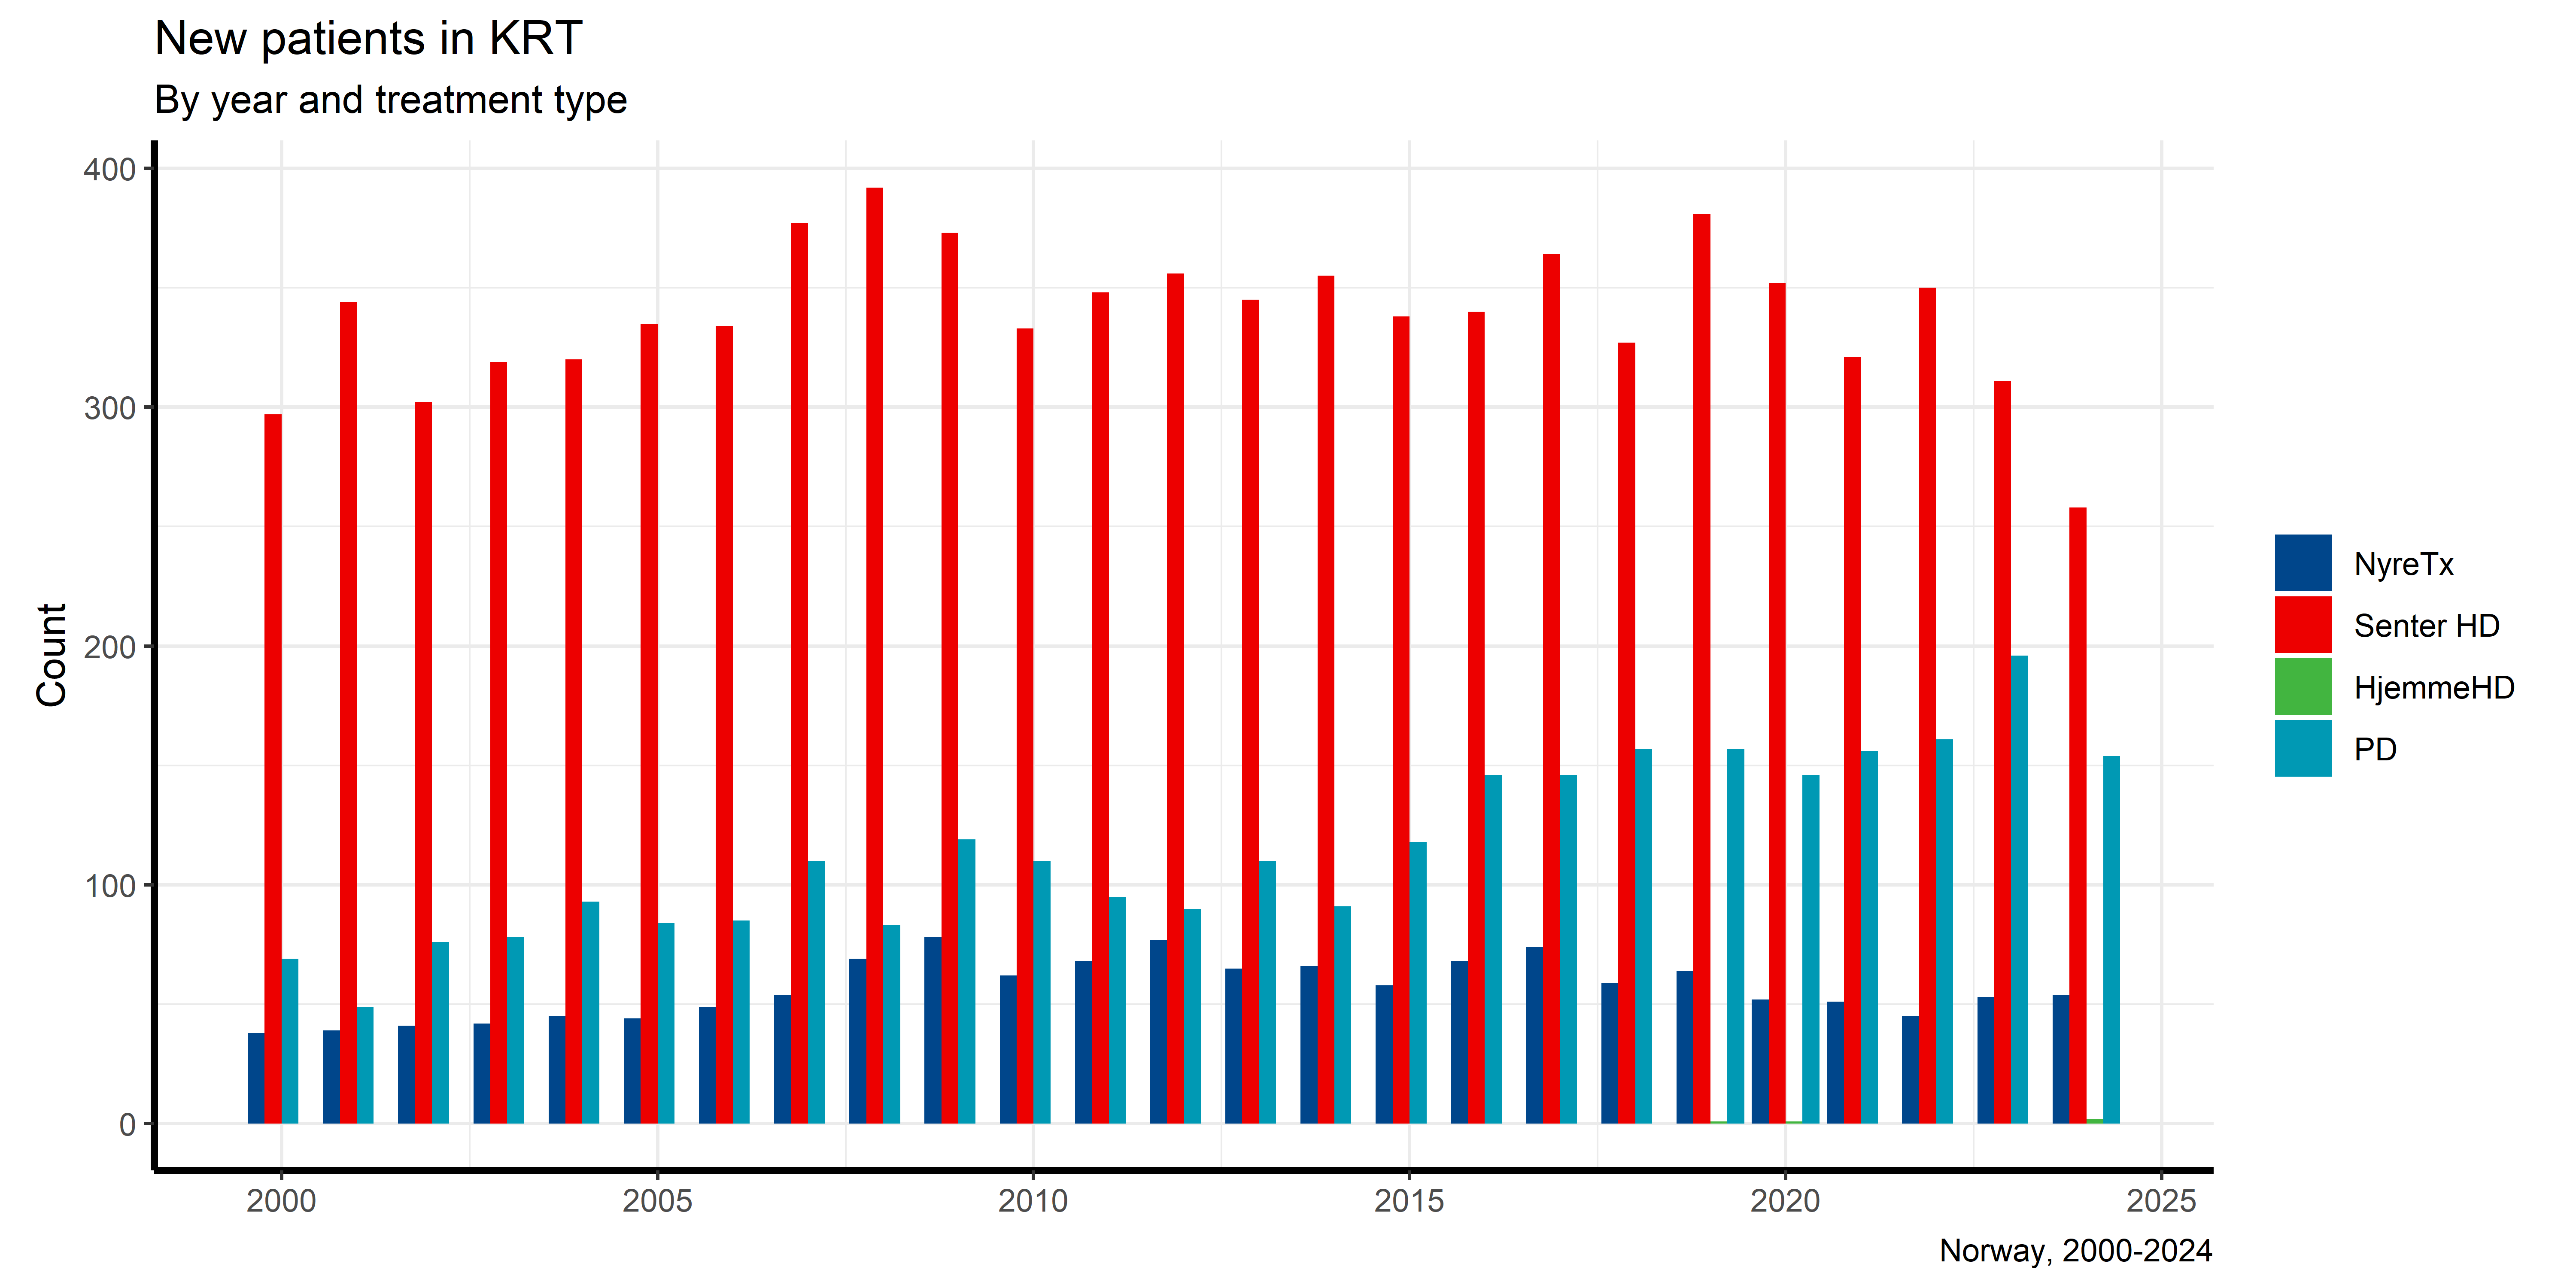 New patients in KRT
By year and treatment type
Count
400
300
200
100
0
2000 2005 2010 2015 2020 2025
NyreTx
Senter HD
HjemmeHD
PD
Norway, 2000-2024